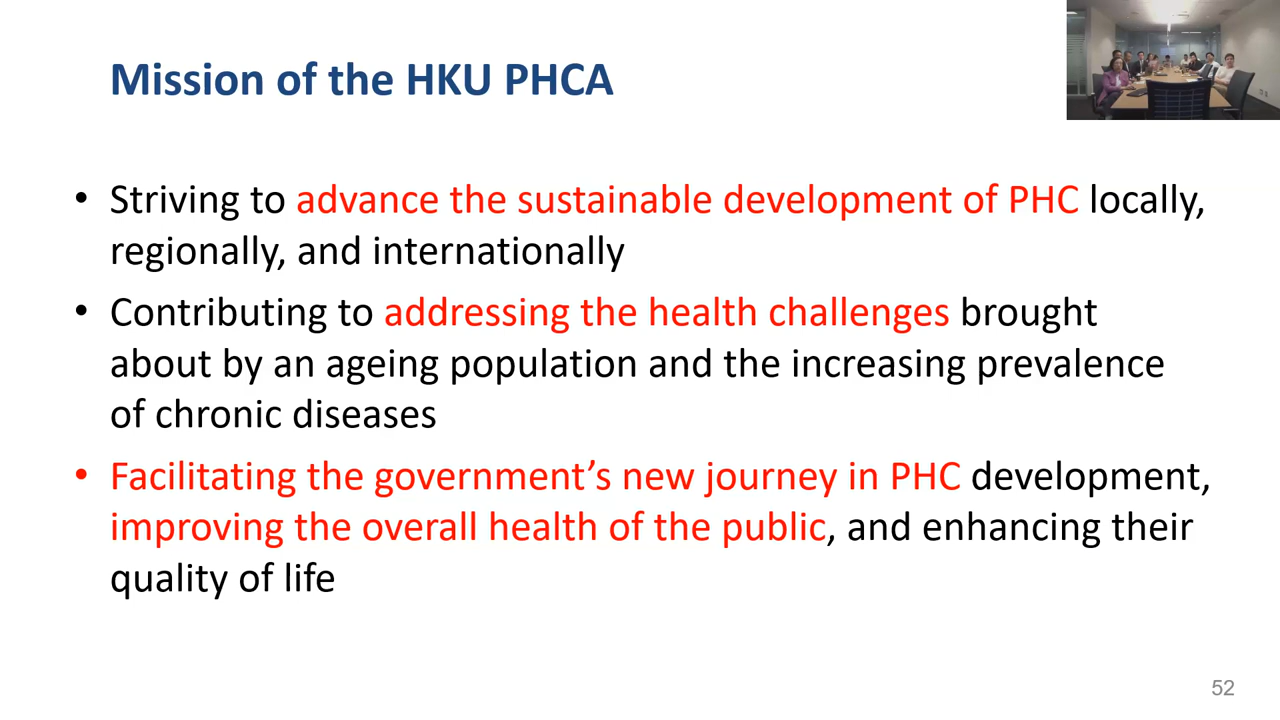 Mission of the HKU PHCA
• Striving to advance the sustainable development of PHC locally,
regionally, and internationally
• Contributing to addressing the health challenges brought
about by an ageing population and the increasing prevalence
of chronic diseases
• Facilitating the government’s new journey in PHC development,
improving the overall health of the public, and enhancing their
quality of life
52